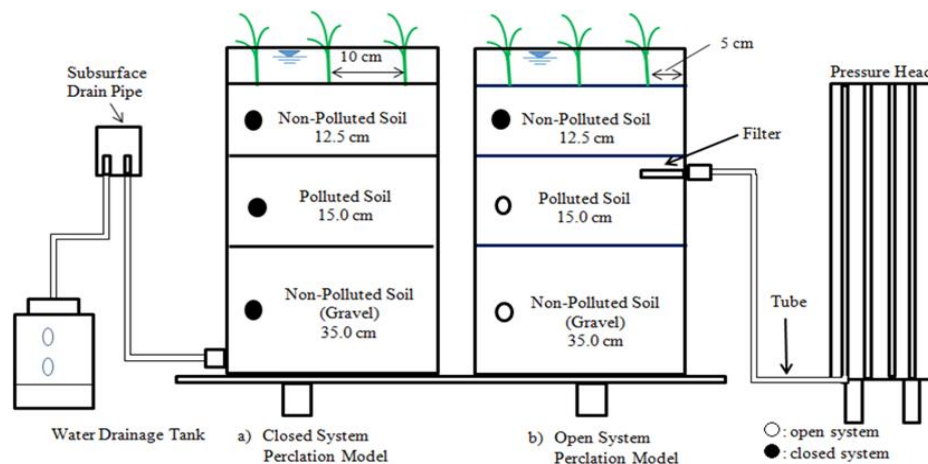 Subsurface
Drain Pipe
10 cm
5 cm
Pressure Head
Non-Polluted Soil
12.5 cm
Non-Polluted Soil
12.5 cm
Filter
Polluted Soil
15.0 cm
Polluted Soil
15.0 cm
Non-Polluted Soil
(Gravel)
35.0 cm
Non-Polluted Soil
(Gravel)
35.0 cm
Tube
Water Drainage Tank
a) Closed System
Perclation Model
b) Open System
Perclation Model
: open system
: closed system